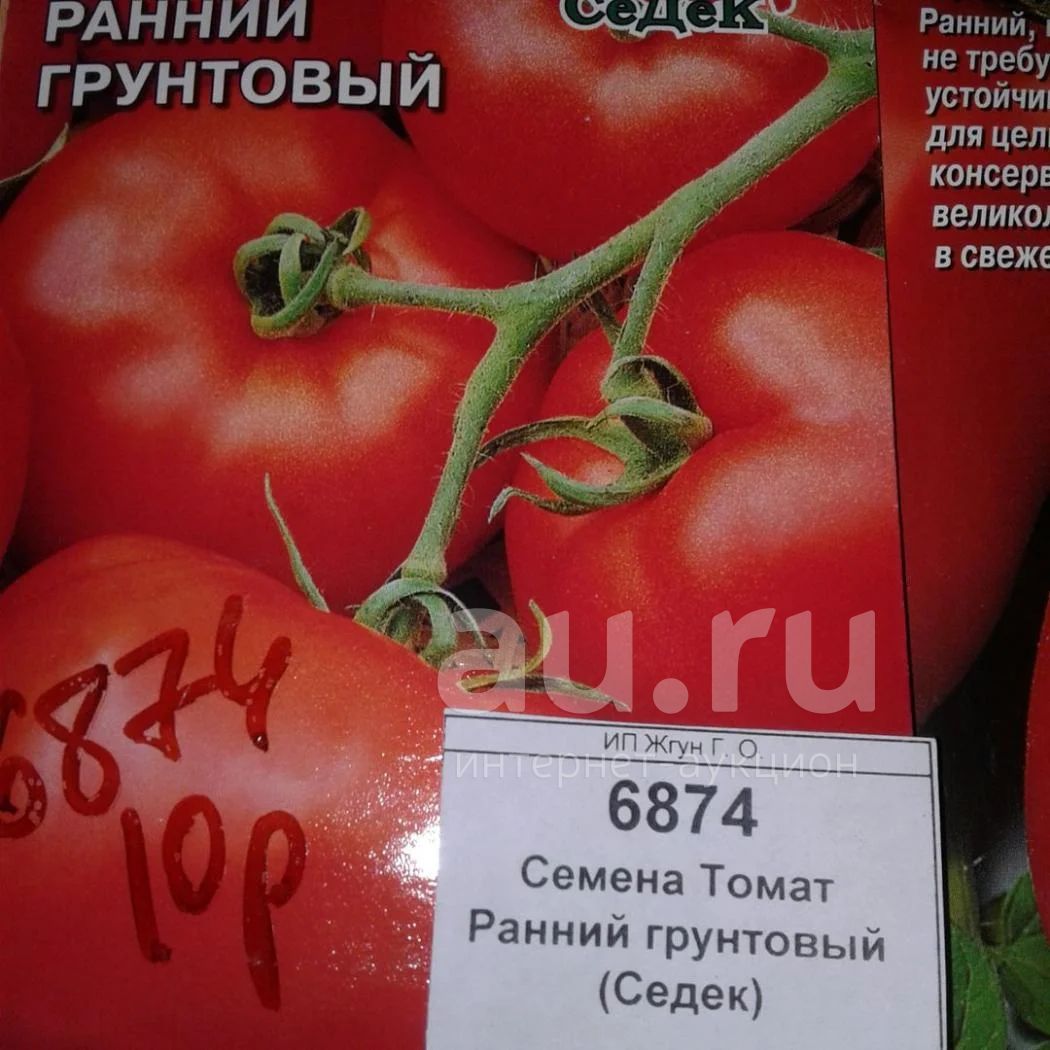 РАННИЙ
ГРУНТОВЫЙ
СеДеК
Ранний,
не требу
устойчи
для цел
консерв
великол
в свеже
au.ru
интернет-аукцион
6874
10р
ИП Жгун Г. О.
6874
Семена Томат
Ранний грунтовый
(Седек)